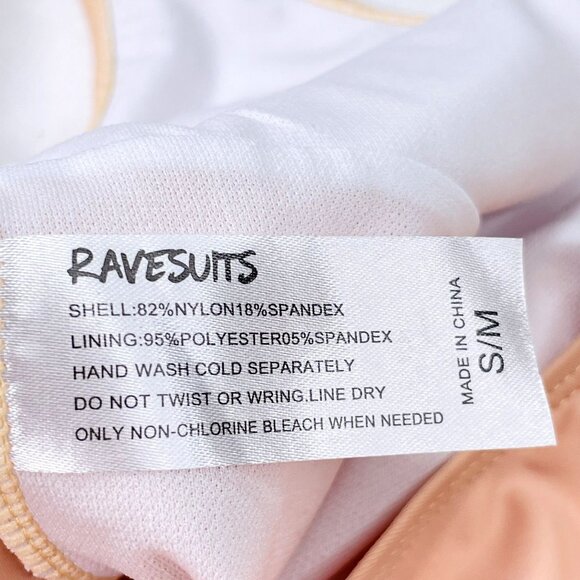 RAVESUITS
SHELL:82%NYLON18%SPANDEX
LINING:95%POLYESTER05%SPANDEX
HAND WASH COLD SEPARATELY
DO NOT TWIST OR WRING.LINE DRY
ONLY NON-CHLORINE BLEACH WHEN NEEDED
MADE IN CHINA
S/M